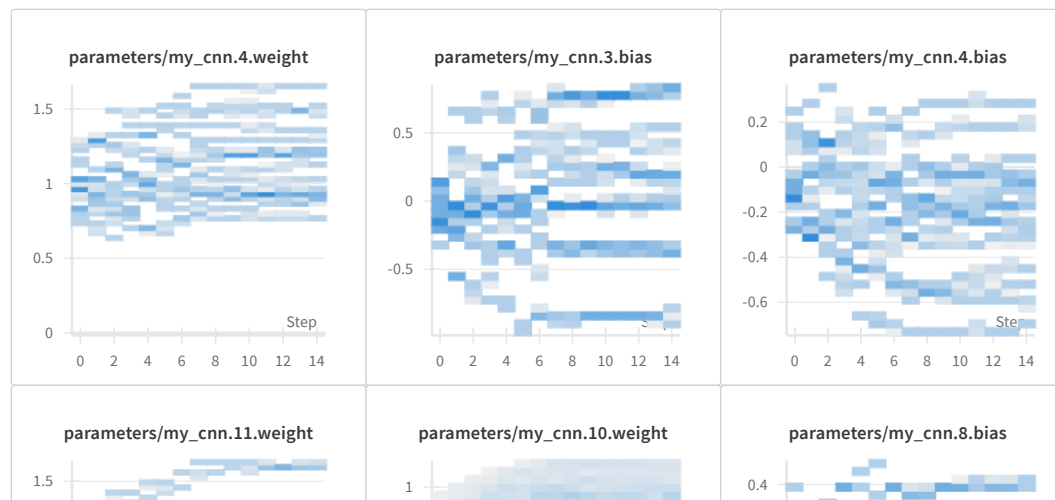 parameters/my_cnn.4.weight
1.5
1
0.5
0
Step
0 2 4 6 8 10 12 14
parameters/my_cnn.3.bias
0.5
0
-0.5
0 2 4 6 8 10 12 14
parameters/my_cnn.4.bias
0.2
0
-0.2
-0.4
-0.6
Step
0 2 4 6 8 10 12 14
parameters/my_cnn.11.weight
1.5
parameters/my_cnn.10.weight
1
parameters/my_cnn.8.bias
0.4